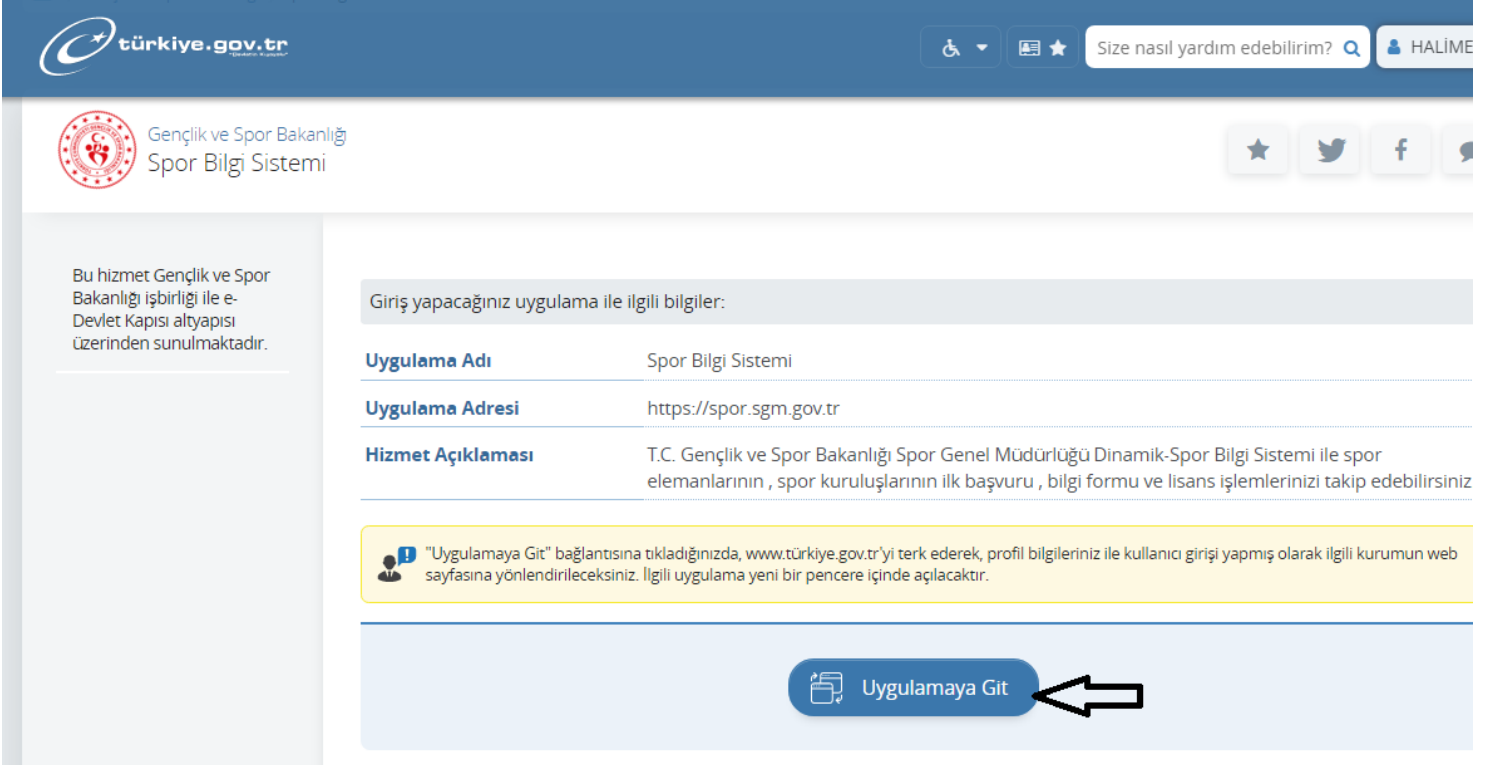 türkiye.gov.tr
Size nasıl yardım edebilirim?
HALİME
Gençlik ve Spor Bakanlığı
Spor Bilgi Sistemi
Bu hizmet Gençlik ve Spor
Bakanlığı işbirliği ile e-
Devlet Kapısı altyapısı
üzerinden sunulmaktadır.
Giriş yapacağınız uygulama ile ilgili bilgiler:
Uygulama Adı Spor Bilgi Sistemi
Uygulama Adresi https://spor.sgm.gov.tr
Hizmet Açıklaması T.C. Gençlik ve Spor Bakanlığı Spor Genel Müdürlüğü Dinamik-Spor Bilgi Sistemi ile spor
elemanlarının , spor kuruluşlarının ilk başvuru , bilgi formu ve lisans işlemlerinizi takip edebilirsiniz
"Uygulamaya Git" bağlantısına tıkladığınızda, www.türkiye.gov.tr'yi terk ederek, profil bilgileriniz ile kullanıcı girişi yapmış olarak ilgili kurumun web
sayfasına yönlendirileceksiniz. İlgili uygulama yeni bir pencere içinde açılacaktır.
Uygulamaya Git